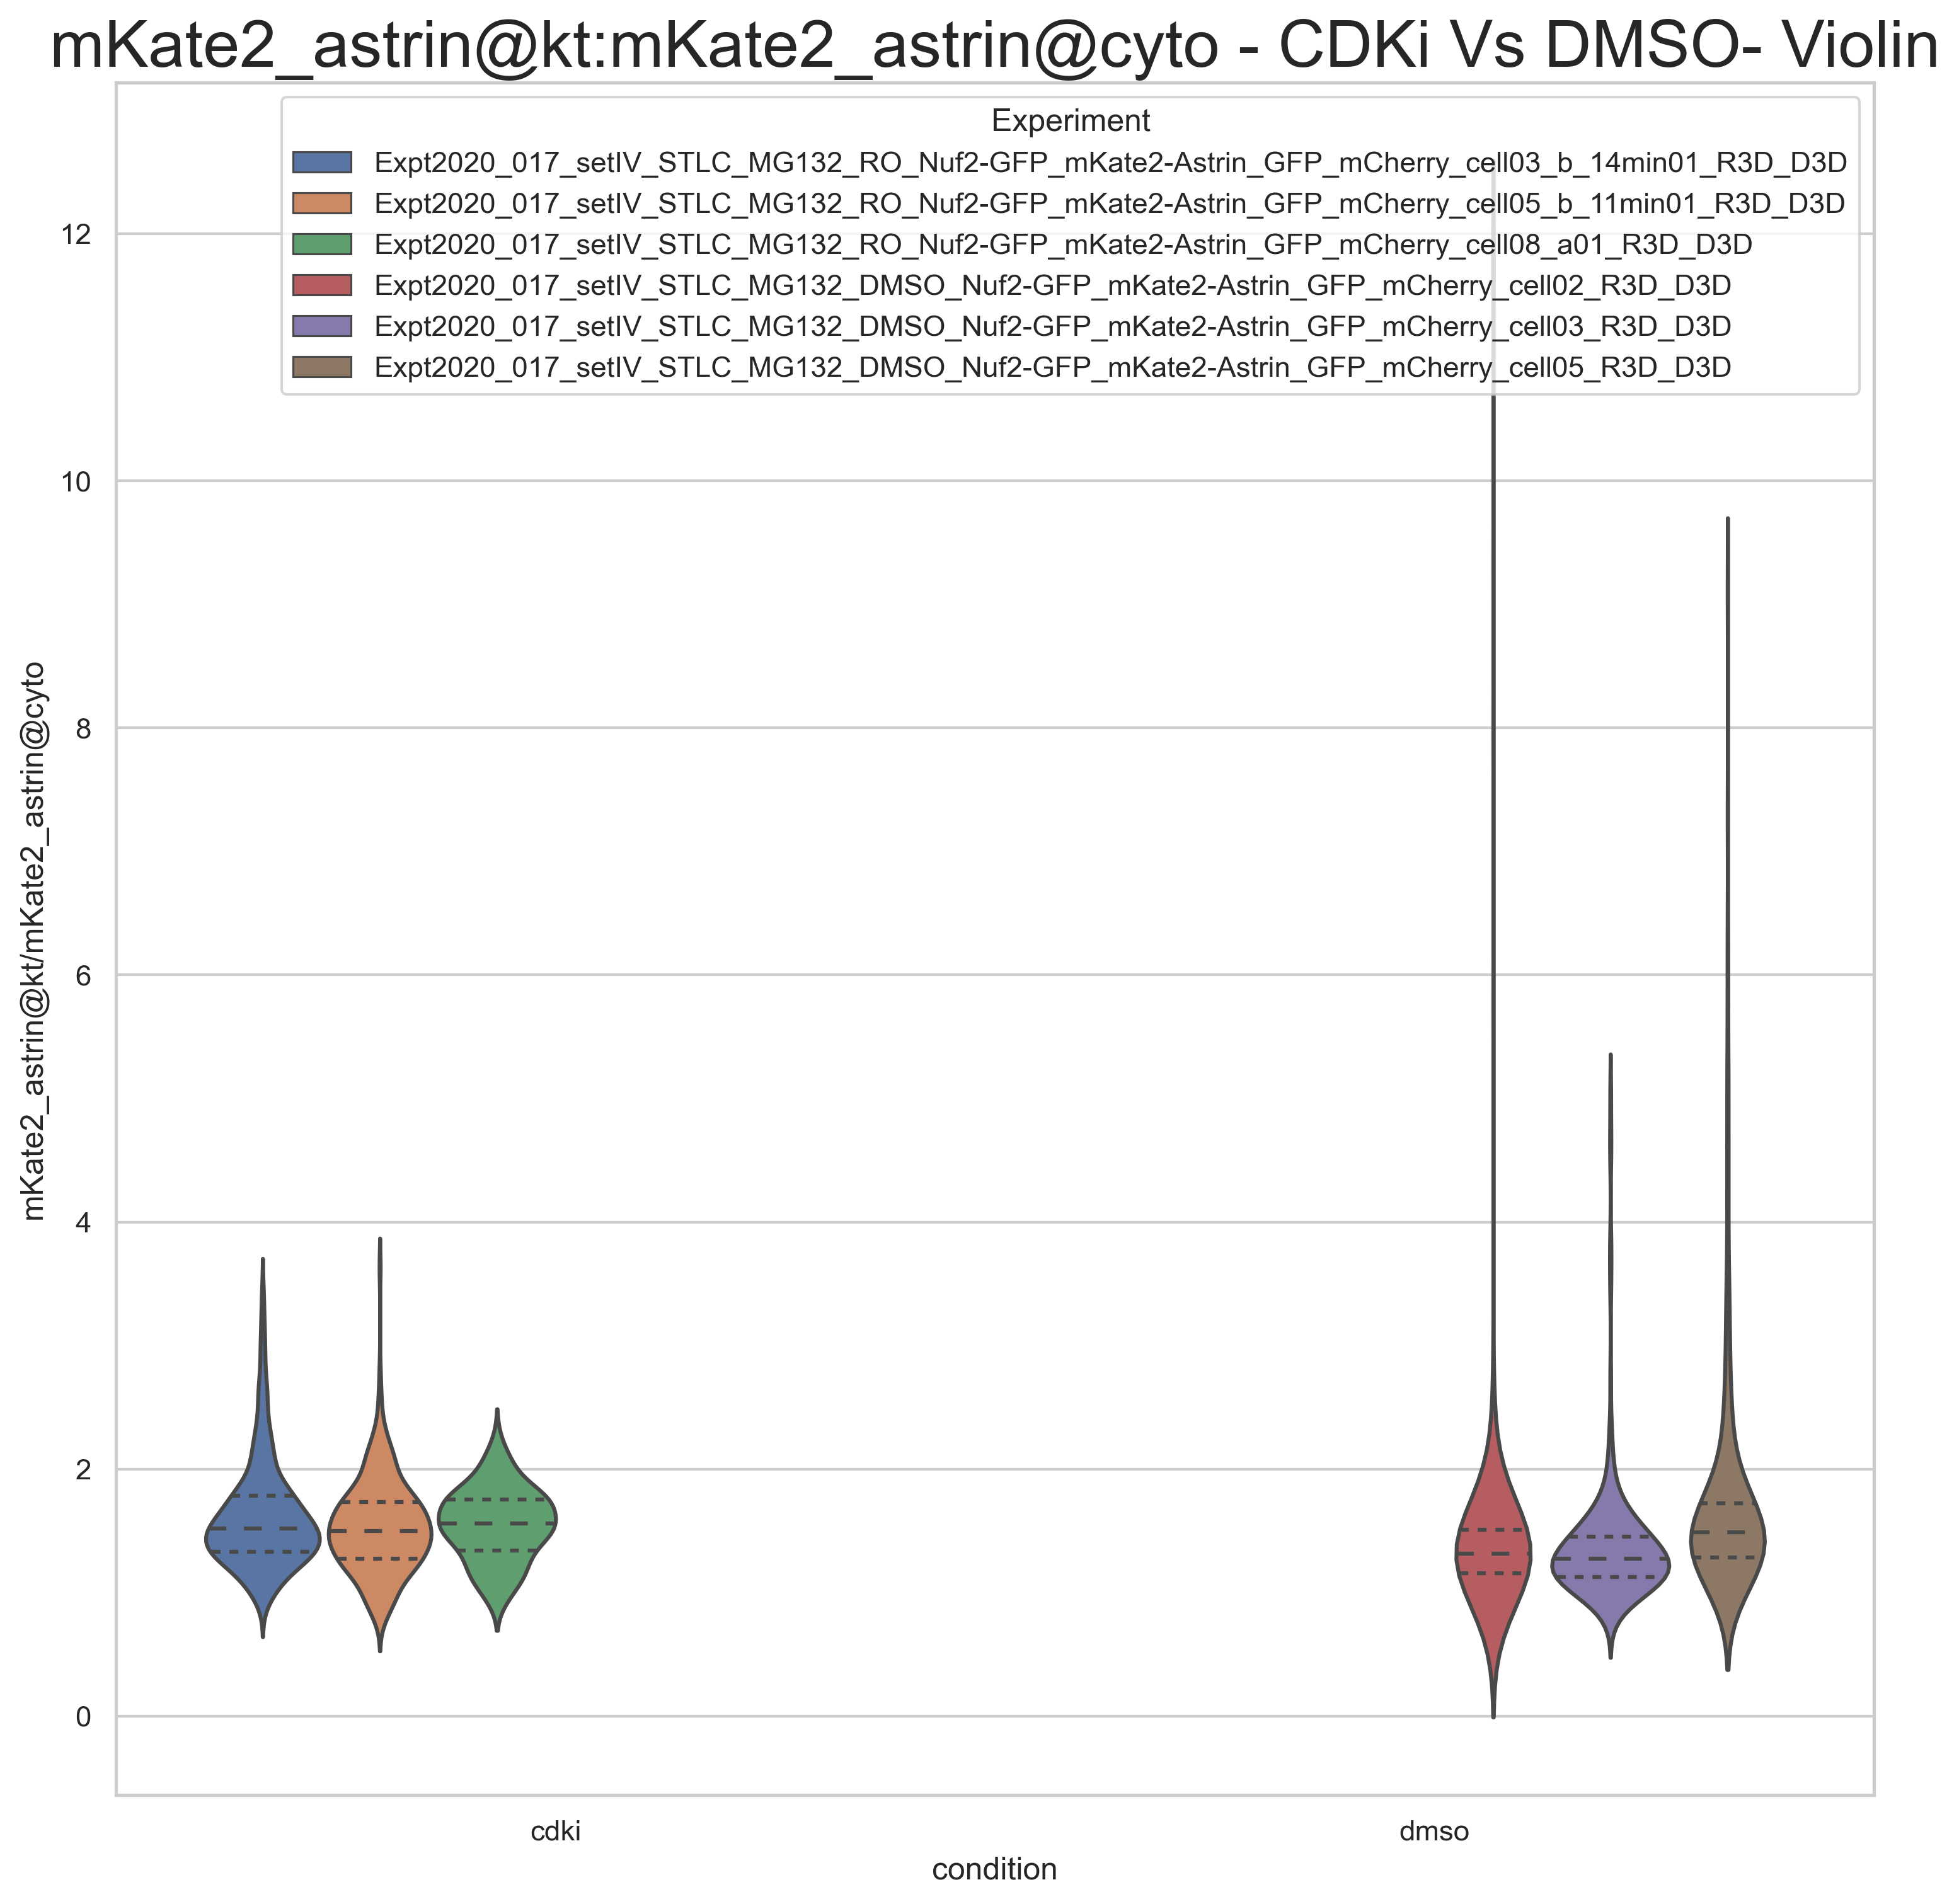 mKate2_astrin@kt:mKate2_astrin@cyto - CDKi Vs DMSO- Violin
Experiment
Expt2020_017_setIV_STLC_MG132_RO_Nuf2-GFP_mKate2-Astrin_GFP_mCherry_cell03_b_14min01_R3D_D3D
Expt2020_017_setIV_STLC_MG132_RO_Nuf2-GFP_mKate2-Astrin_GFP_mCherry_cell05_b_11min01_R3D_D3D
Expt2020_017_setIV_STLC_MG132_RO_Nuf2-GFP_mKate2-Astrin_GFP_mCherry_cell08_a01_R3D_D3D
Expt2020_017_setIV_STLC_MG132_DMSO_Nuf2-GFP_mKate2-Astrin_GFP_mCherry_cell02_R3D_D3D
Expt2020_017_setIV_STLC_MG132_DMSO_Nuf2-GFP_mKate2-Astrin_GFP_mCherry_cell03_R3D_D3D
Expt2020_017_setIV_STLC_MG132_DMSO_Nuf2-GFP_mKate2-Astrin_GFP_mCherry_cell05_R3D_D3D
12
10
8
6
4
2
0
mKate2_astrin@kt/mKate2_astrin@cyto
cdki
dmso
condition